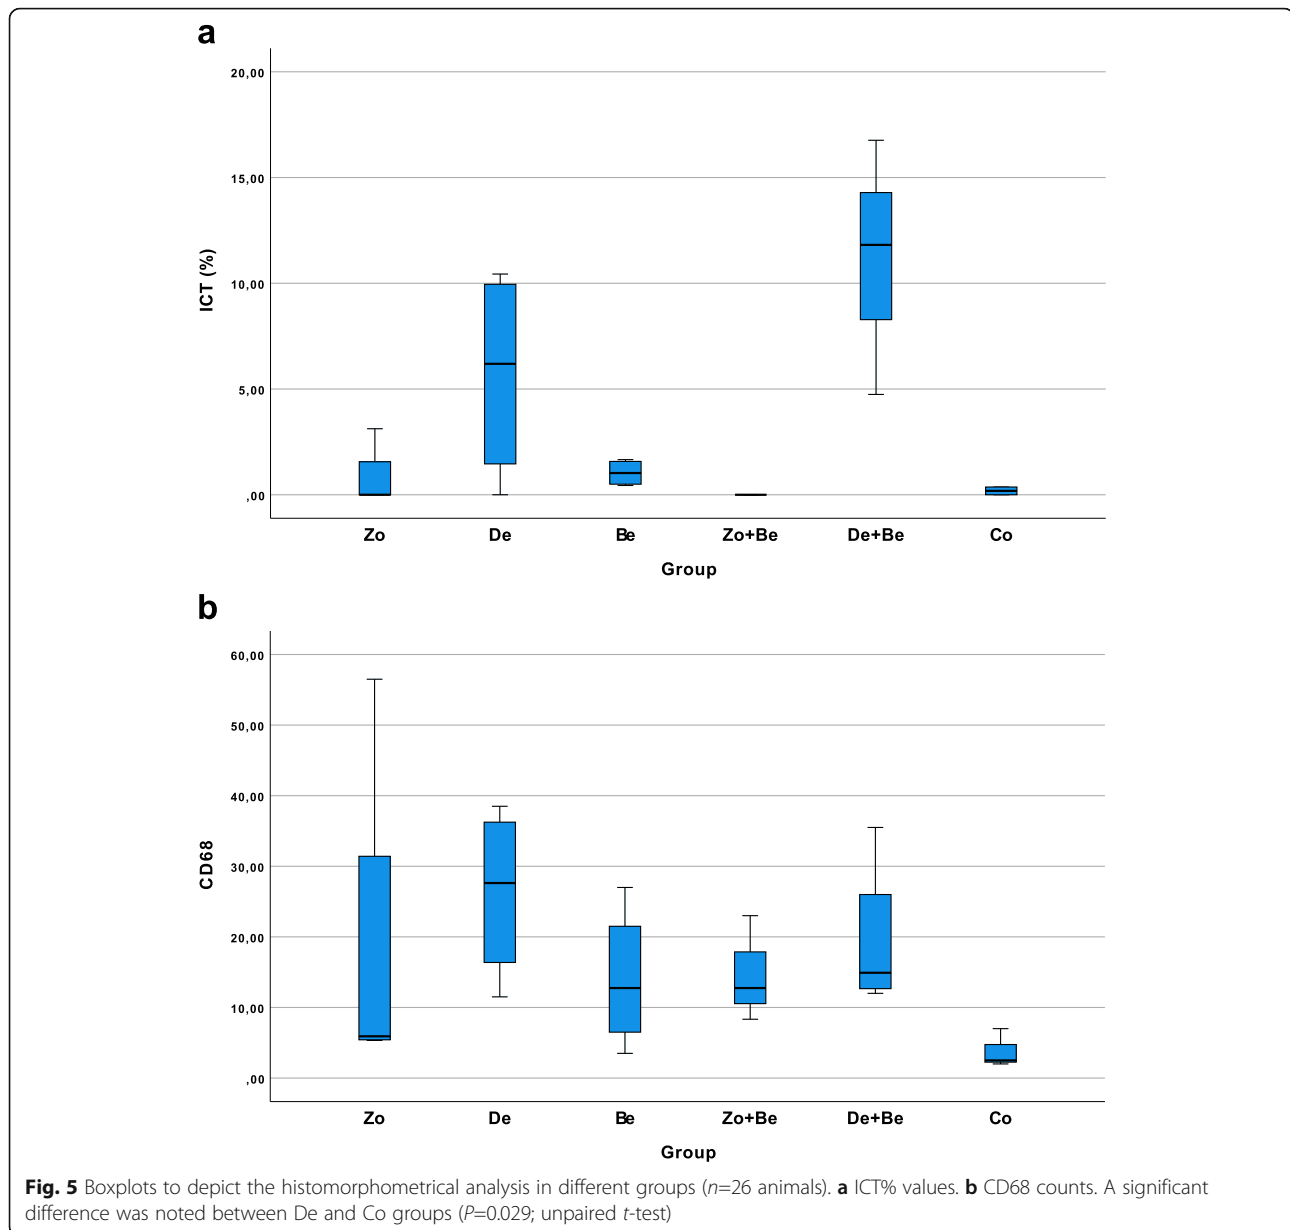 a
20,00
15,00
10,00
5,00
,00
ICT (%)
Zo De Be Zo+Be De+Be Co
Group
b
60,00
50,00
40,00
30,00
20,00
10,00
,00
CD68
Zo De Be Zo+Be De+Be Co
Group
Fig. 5 Boxplots to depict the histomorphometrical analysis in different groups (n=26 animals). a ICT% values. b CD68 counts. A significant
difference was noted between De and Co groups (P=0.029; unpaired t-test)